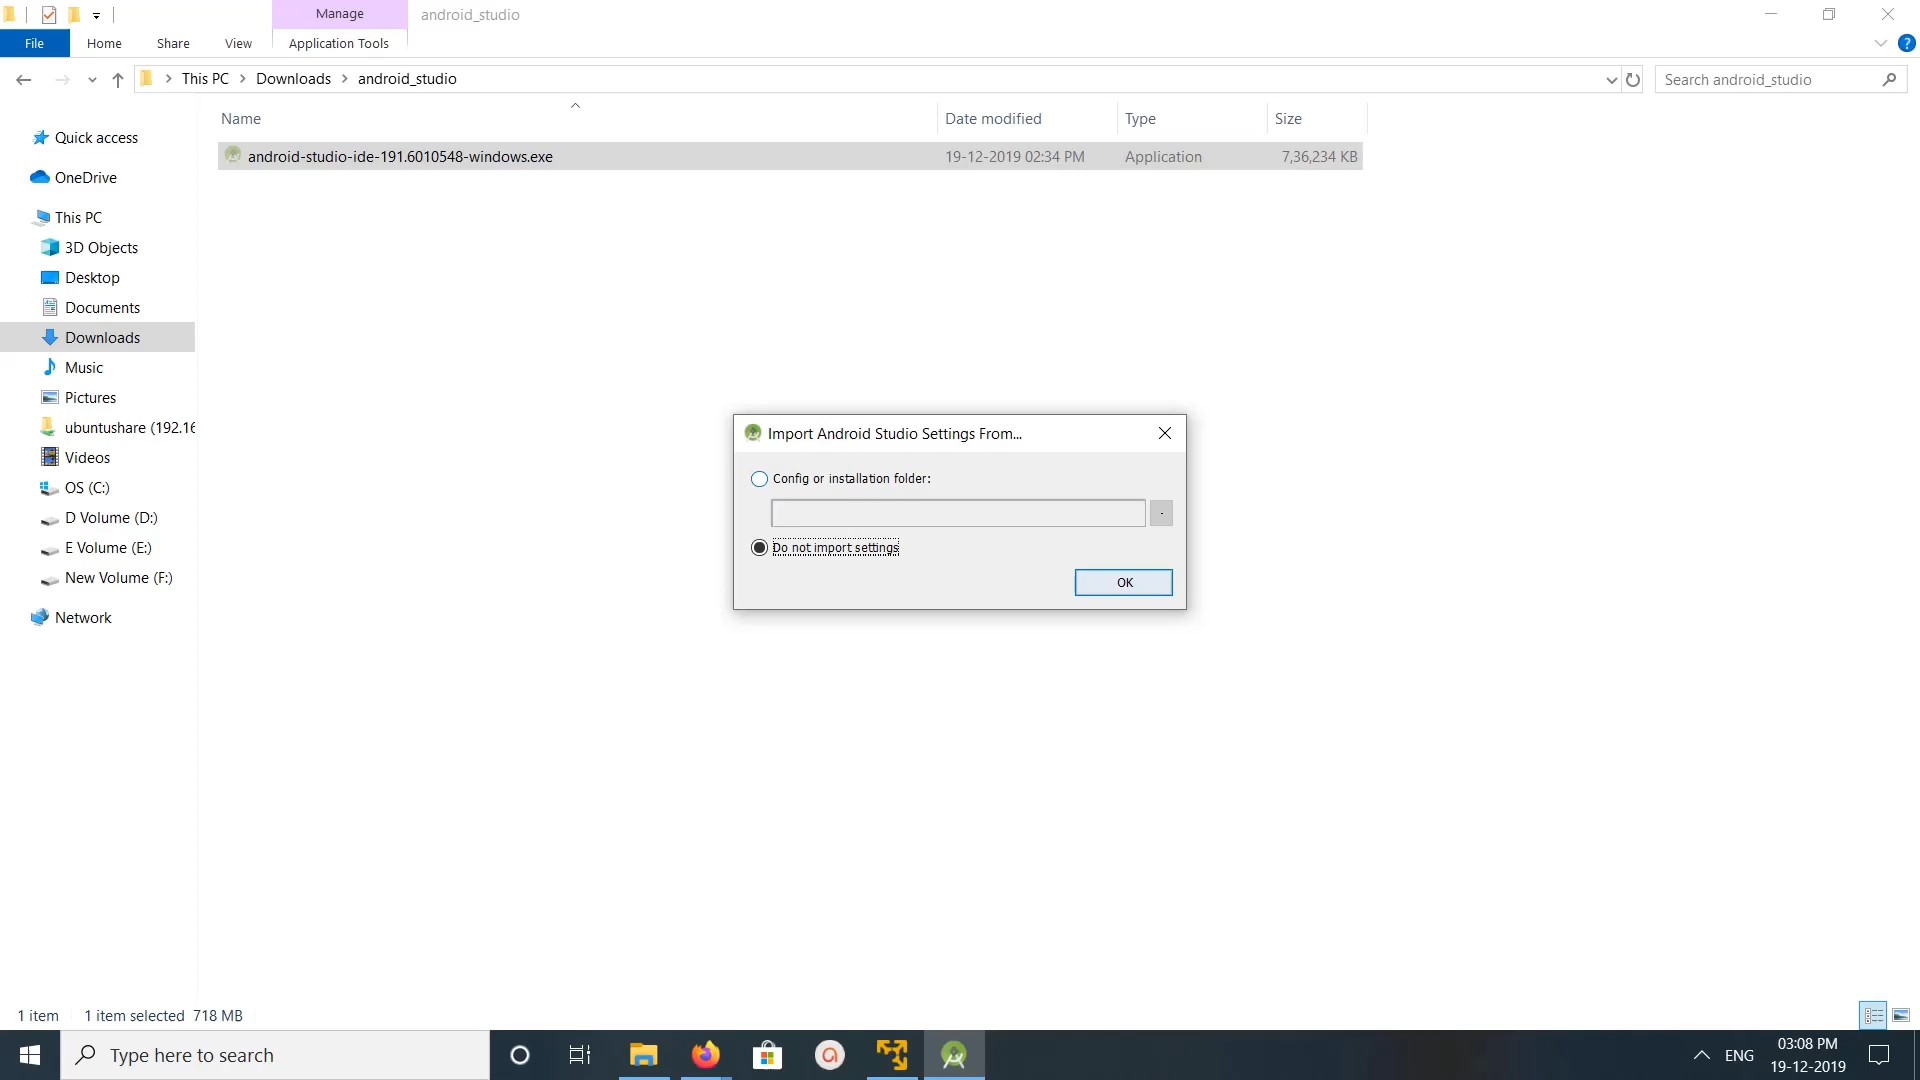 Manage
android_studio
File
Home
Share
View
Application Tools
This PC
Downloads
android_studio
Search android_studio
Name
Date modified
Type
Size
android-studio-ide-191.6010548-windows.exe
19-12-2019 02:34 PM
Application
7,36,234 KB
Quick access
OneDrive
This PC
3D Objects
Desktop
Documents
Downloads
Music
Pictures
ubuntushare (192.16
Videos
OS (C:)
D Volume (D:)
E Volume (E:)
New Volume (F:)
Network
Import Android Studio Settings From...
Config or installation folder:
Do not import settings
OK
1 item
1 item selected 718 MB
Type here to search
ENG
03:08 PM
19-12-2019